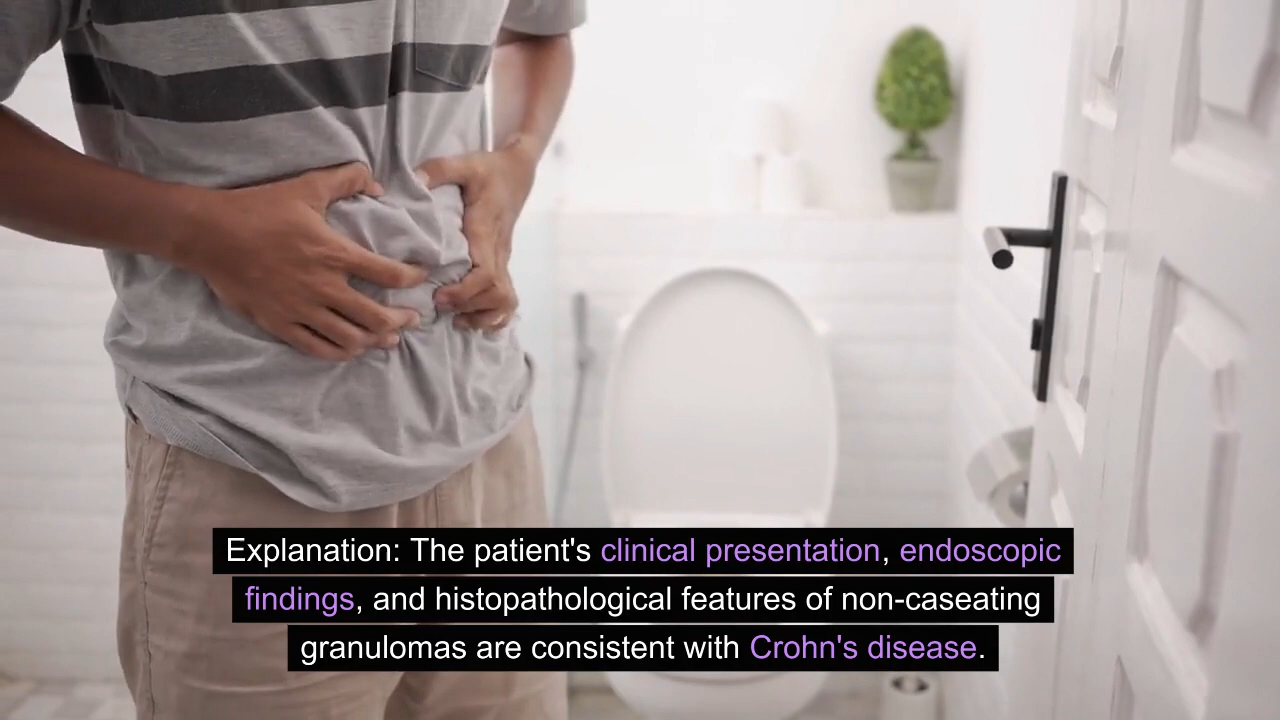 Explanation: The patient's clinical presentation, endoscopic
findings, and histopathological features of non-caseating
granulomas are consistent with Crohn's disease.